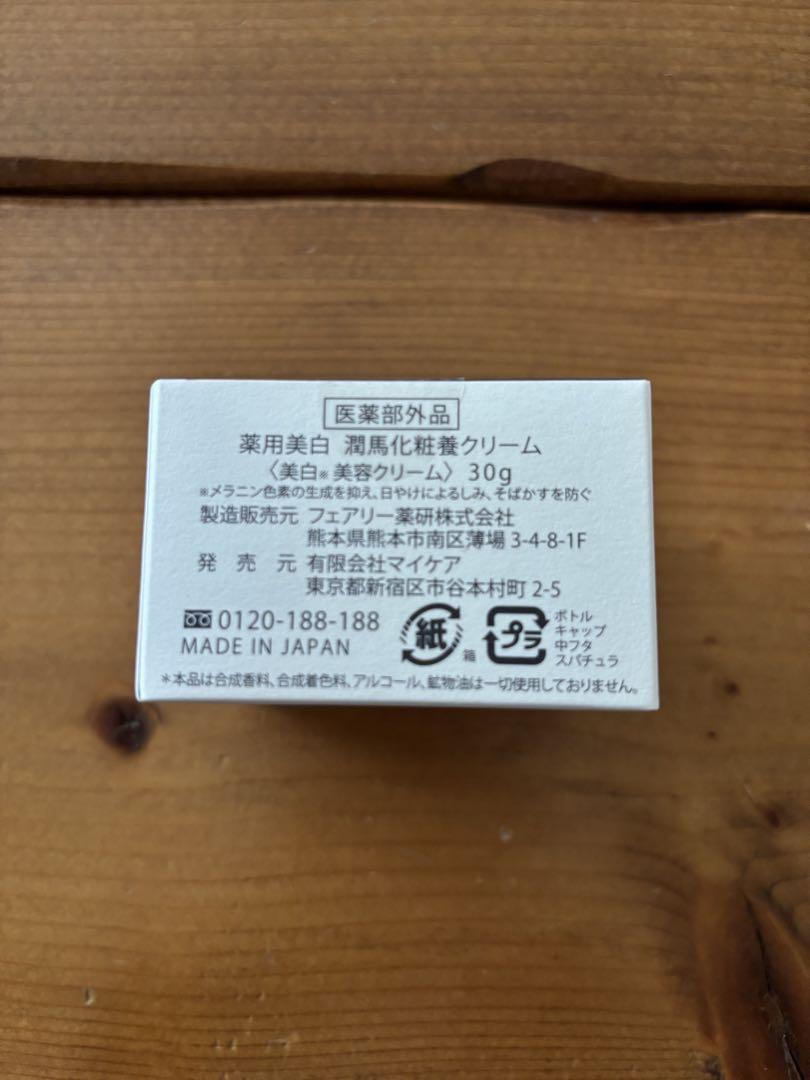 医薬部外品
薬用美白 潤馬化粧養クリーム
〈美白※ 美容クリーム〉 30g
※メラニン色素の生成を抑え、日やけによるしみ、そばかすを防ぐ
製造販売元 フェアリー薬研株式会社
熊本県熊本市南区薄場 3-4-8-1F
発 売 元 有限会社マイケア
東京都新宿区市谷本村町 2-5
0120-188-188
MADE IN JAPAN
紙
箱
プラ
ボトル
キャップ
中フタ
スパチュラ
＊本品は合成香料、合成着色料、アルコール、鉱物油は一切使用しておりません。